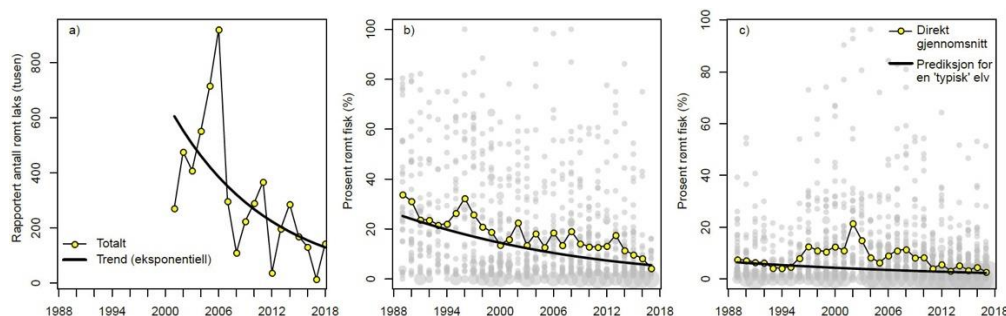 a)
Rapportert antall rømt laks (tusen)
800
600
400
200
0
Totalt
Trend (eksponentiell)
1988 1994 2000 2006 2012 2018
b)
Prosent rømt fisk (%)
100
80
60
40
20
0
1988 1994 2000 2006 2012 2018
c)
Direkt
gjennomsnitt
Prediksjon for
en 'typisk' elv
Prosent rømt fisk (%)
100
80
60
40
20
0
1988 1994 2000 2006 2012 2018